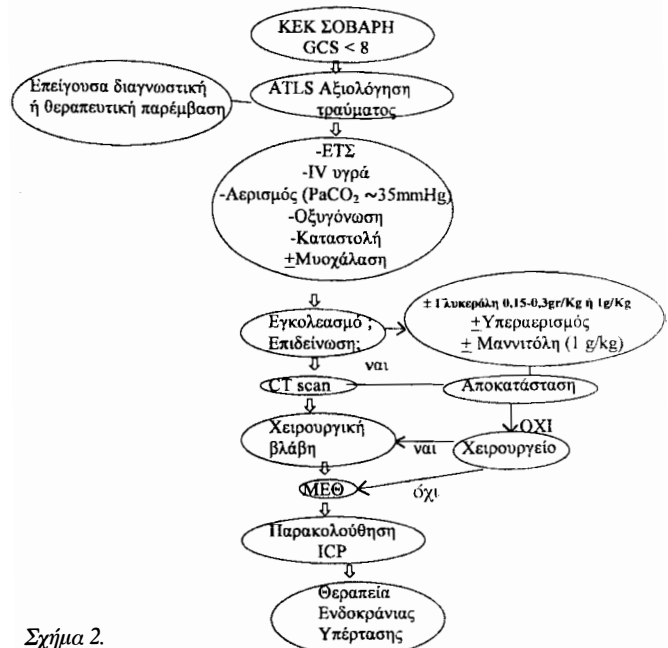 ΚΕΚ ΣΟΒΑΡΗ
GCS < 8
Επείγουσα διαγνωστική
ή θεραπευτική παρέμβαση
ATLS Αξιολόγηση
τραύματος
-ΕΤΣ
-IV υγρά
-Αερισμός (PaCO₂ ~35mmHg)
-Οξυγόνωση
-Καταστολή
±Μυοχάλαση
Εγκολεασμό ;
Επιδείνωση;
± Γλυκερόλη 0,15-0,3gr/Kg ή 1g/Kg
±Υπεραερισμός
± Μαννιτόλη (1 g/kg)
ναι
CT scan
Αποκατάσταση
ΟΧΙ
Χειρουργική
βλάβη
ναι
Χειρουργείο
ΜΕΘ
όχι
Παρακολούθηση
ICP
Θεραπεία
Ενδοκράνιας
Υπέρτασης
Σχήμα 2.